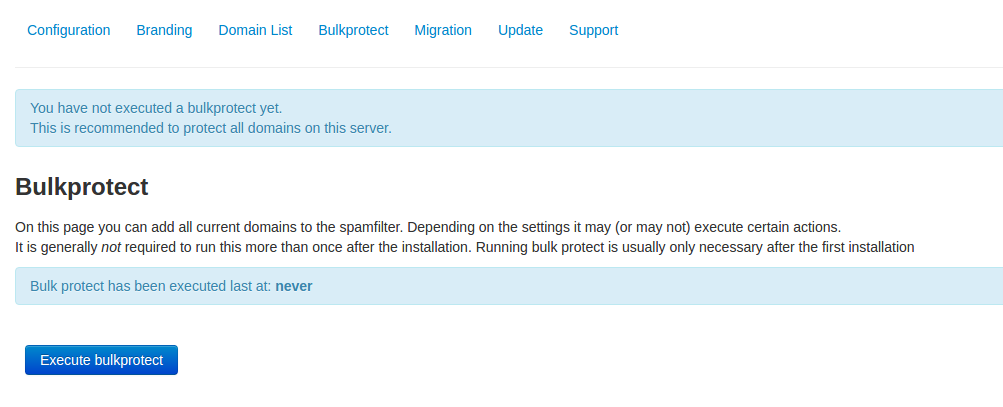 Configuration Branding Domain List Bulkprotect Migration Update Support
You have not executed a bulkprotect yet.
This is recommended to protect all domains on this server.
Bulkprotect
On this page you can add all current domains to the spamfilter. Depending on the settings it may (or may not) execute certain actions.
It is generally not required to run this more than once after the installation. Running bulk protect is usually only necessary after the first installation
Bulk protect has been executed last at: never
Execute bulkprotect